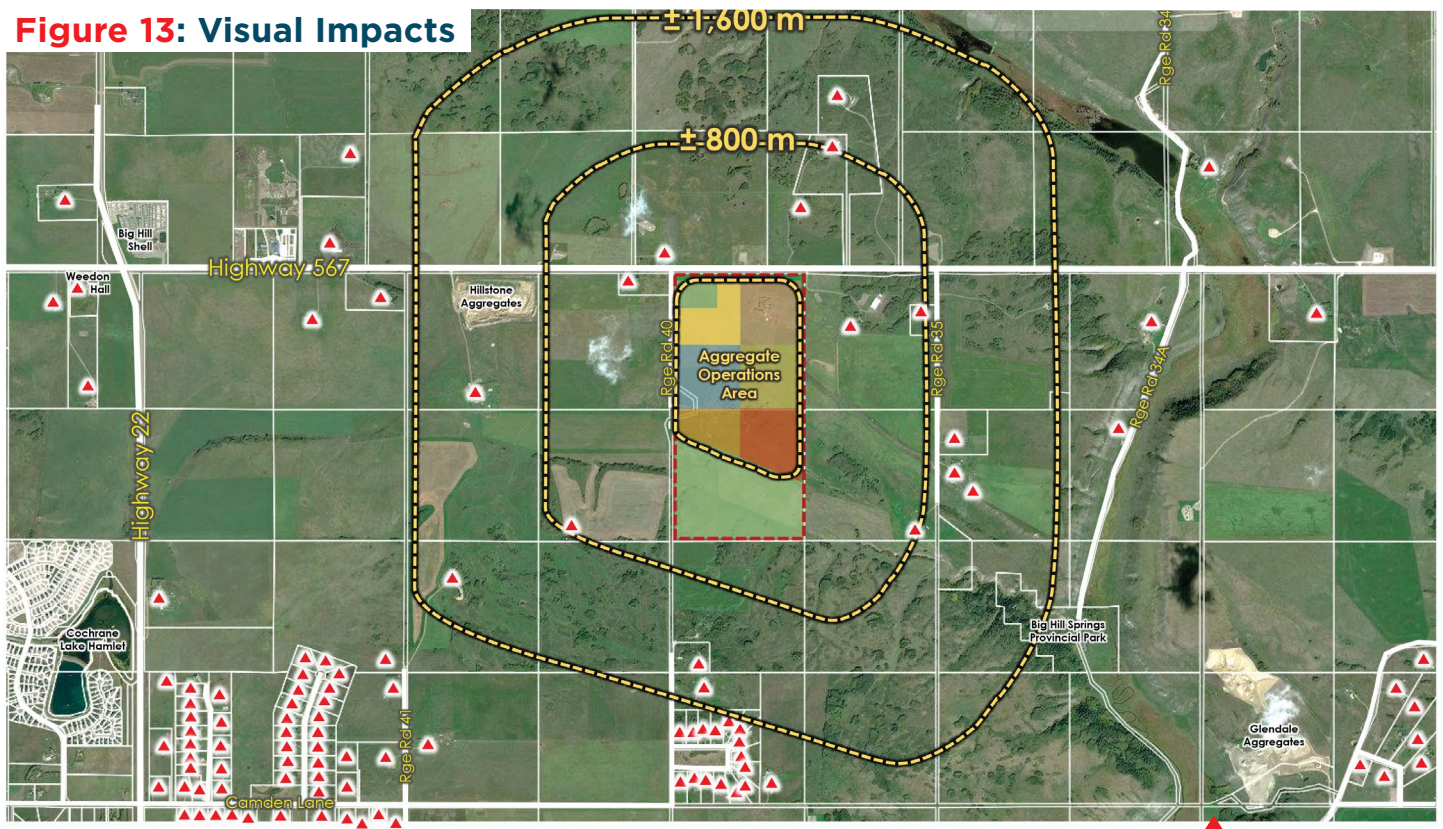 Figure 13: Visual Impacts
± 1,600 m
Rge Rd 34
± 800 m
Big Hill
Shell
Highway 567
Weedon
Hall
Hillstone
Aggregates
Rge Rd 40
Aggregate
Operations
Area
Rge Rd 35
Rge Rd 34A
Highway 22
Cochrane
Lake Hamlet
Big Hill Springs
Provincial Park
Rge Rd 41
Glendale
Aggregates
Camden Lane